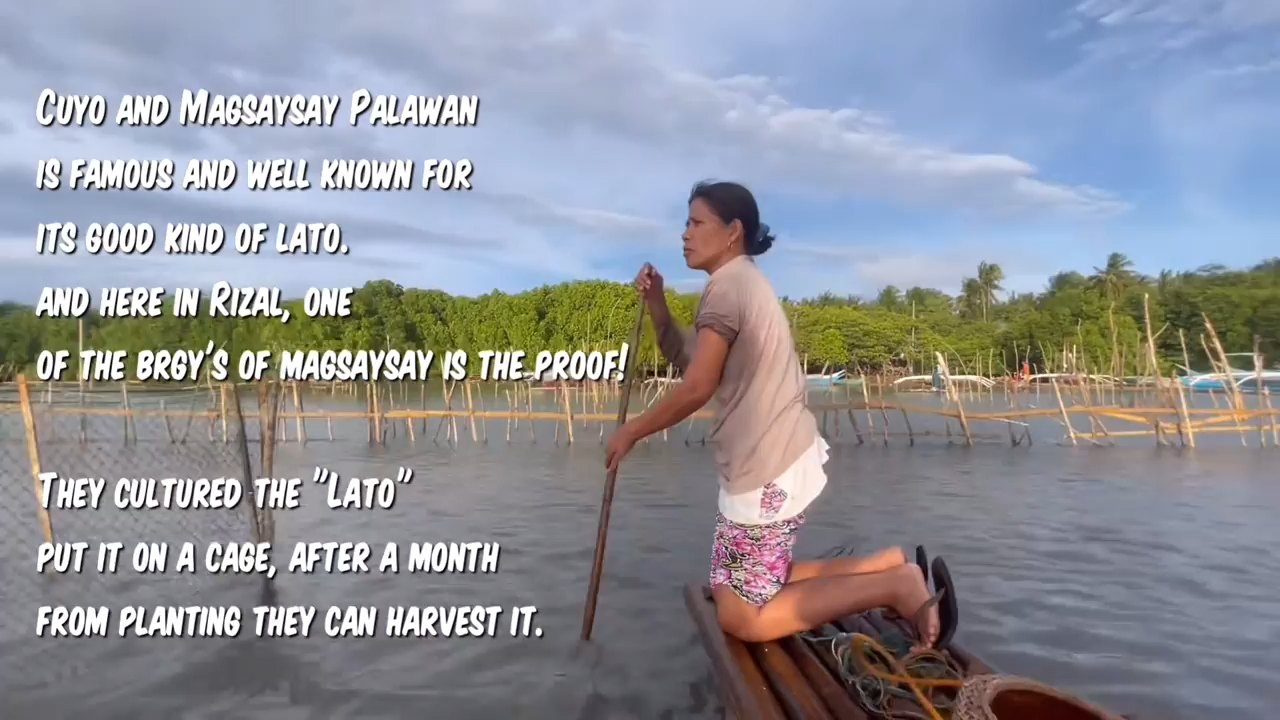 Cuyo and Magsaysay Palawan
is famous and well known for
its good kind of lato.
and here in Rizal, one
of the brgy's of magsaysay is the proof!
They cultured the "Lato"
put it on a cage, after a month
from planting they can harvest it.